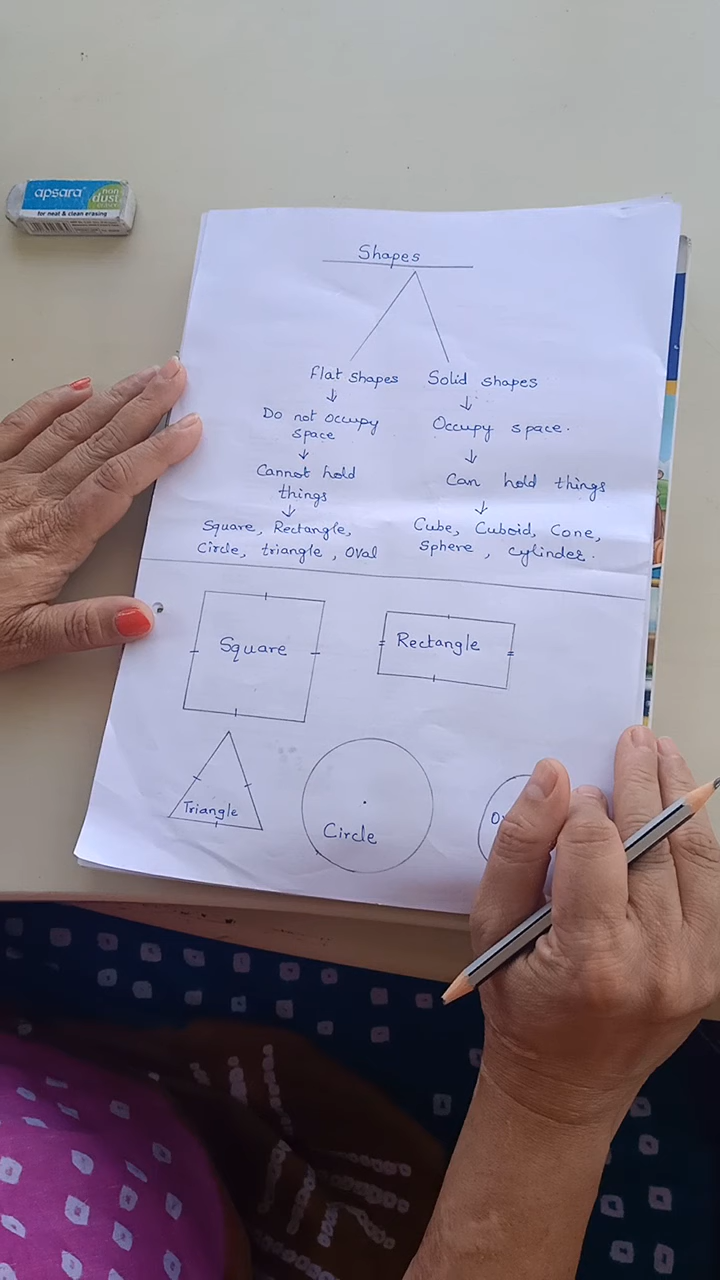 apsara
non
dust
for neat & clean erasing
Shapes
Flat shapes
↓
Do not occupy
space
↓
Cannot hold
things
↓
Square, Rectangle,
Circle, triangle, Oval
Solid shapes
↓
Occupy space.
↓
Can hold things
↓
Cube, Cuboid, Cone,
Sphere, cylinder.
Square
Rectangle
Triangle
Circle